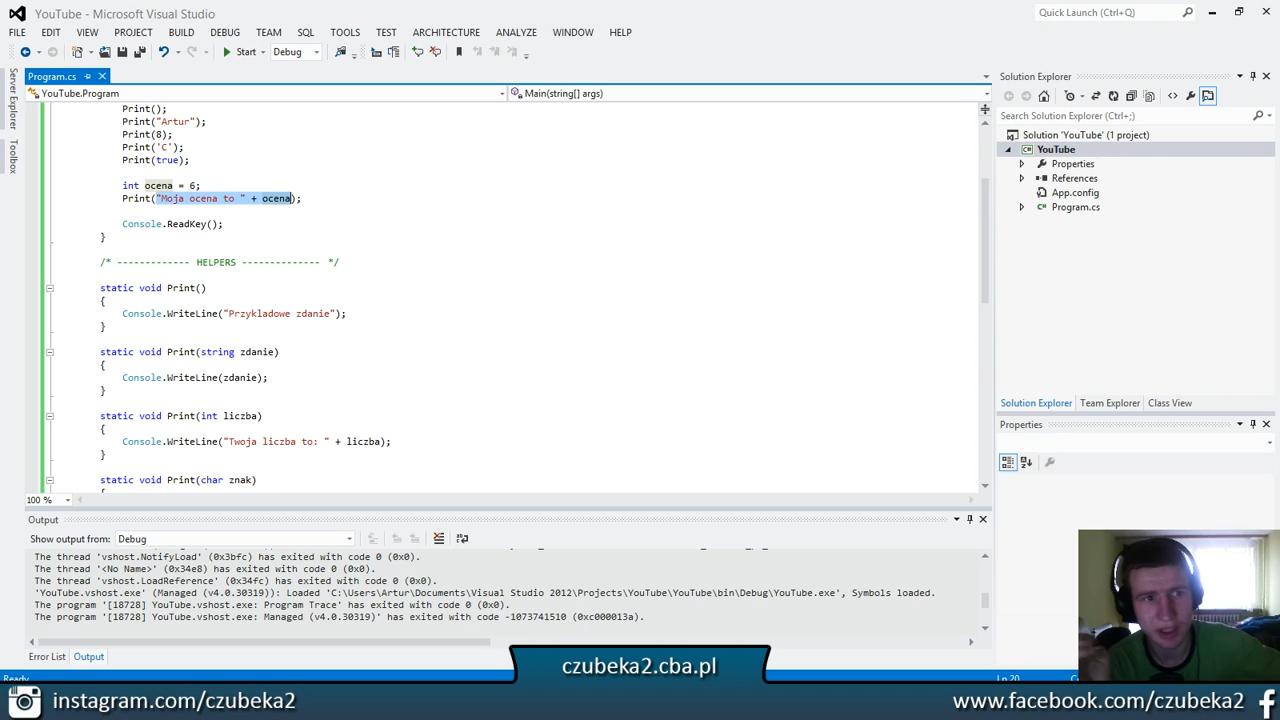 YouTube - Microsoft Visual Studio
Quick Launch (Ctrl+Q)
FILE EDIT VIEW PROJECT BUILD DEBUG TEAM SQL TOOLS TEST ARCHITECTURE ANALYZE WINDOW HELP
Start Debug
Server Explorer
Toolbox
Program.cs
YouTube.Program
Main(string[] args)
Print();
Print("Artur");
Print(8);
Print('C');
Print(true);
int ocena = 6;
Print("Moja ocena to " + ocena);
Console.ReadKey();
}
/* ------------- HELPERS -------------- */
static void Print()
{
Console.WriteLine("Przykladowe zdanie");
}
static void Print(string zdanie)
{
Console.WriteLine(zdanie);
}
static void Print(int liczba)
{
Console.WriteLine("Twoja liczba to: " + liczba);
}
static void Print(char znak)
100 %
Solution Explorer
Search Solution Explorer (Ctrl+;)
Solution 'YouTube' (1 project)
YouTube
Properties
References
App.config
Program.cs
Solution Explorer Team Explorer Class View
Properties
Output
Show output from: Debug
The thread 'vshost.NotifyLoad' (0x3bfc) has exited with code 0 (0x0).
The thread '<No Name>' (0x34e8) has exited with code 0 (0x0).
The thread 'vshost.LoadReference' (0x34fc) has exited with code 0 (0x0).
'YouTube.vshost.exe' (Managed (v4.0.30319)): Loaded 'C:\Users\Artur\Documents\Visual Studio 2012\Projects\YouTube\YouTube\bin\Debug\YouTube.exe', Symbols loaded.
The program '[18728] YouTube.vshost.exe: Program Trace' has exited with code 0 (0x0).
The program '[18728] YouTube.vshost.exe: Managed (v4.0.30319)' has exited with code -1073741510 (0xc000013a).
Error List Output
czubeka2.cba.pl
Ready
Ln 20
instagram.com/czubeka2
www.facebook.com/czubeka2